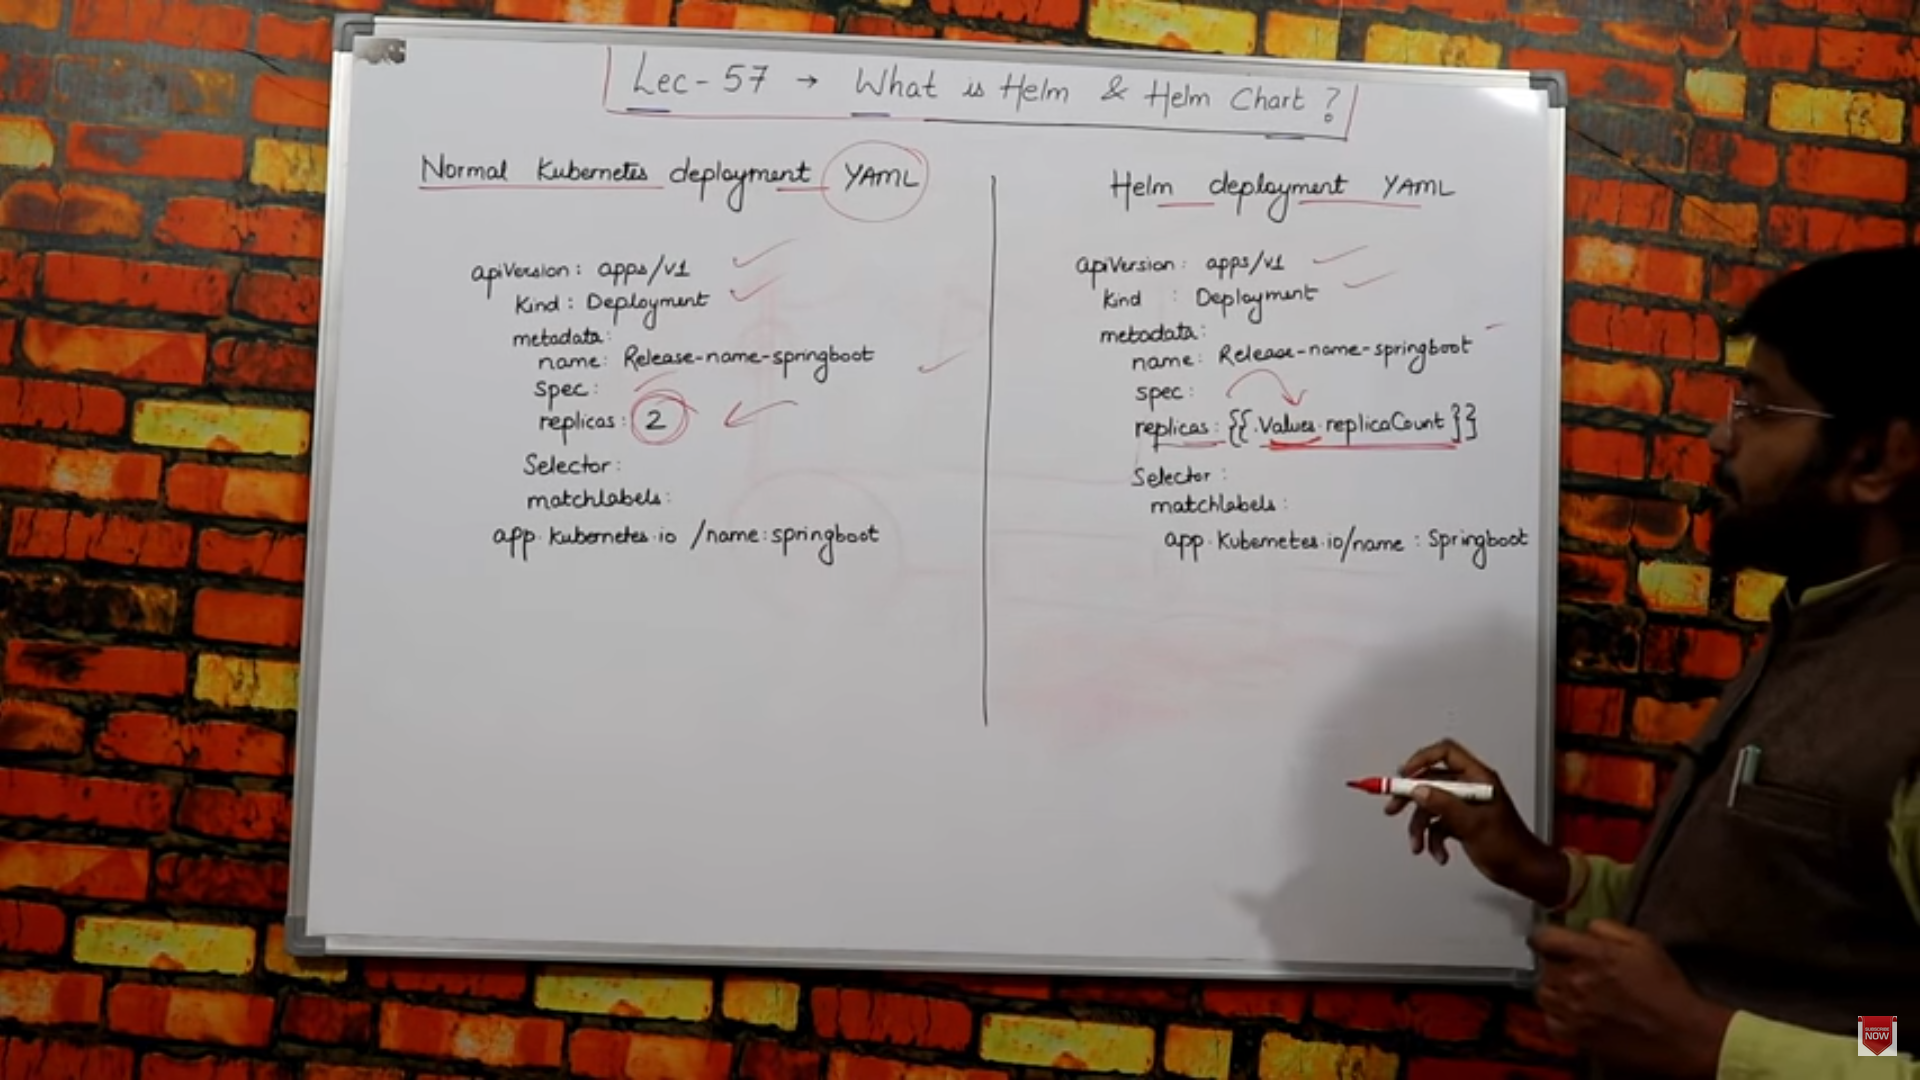 Lec-57 → What is Helm & Helm Chart ?
Normal Kubernetes deployment YAML
apiVersion: apps/v1
Kind: Deployment
metadata:
name: Release-name-springboot
spec:
replicas: 2
Selector:
matchlabels:
app.kubernetes.io /name:springboot
Helm deployment YAML
apiVersion: apps/v1
Kind : Deployment
metadata:
name: Release-name-springboot
spec:
replicas: {{.Values.replicaCount}}
Selector:
matchlabels:
app.Kubernetes.io/name : Springboot
SUBSCRIBE
NOW